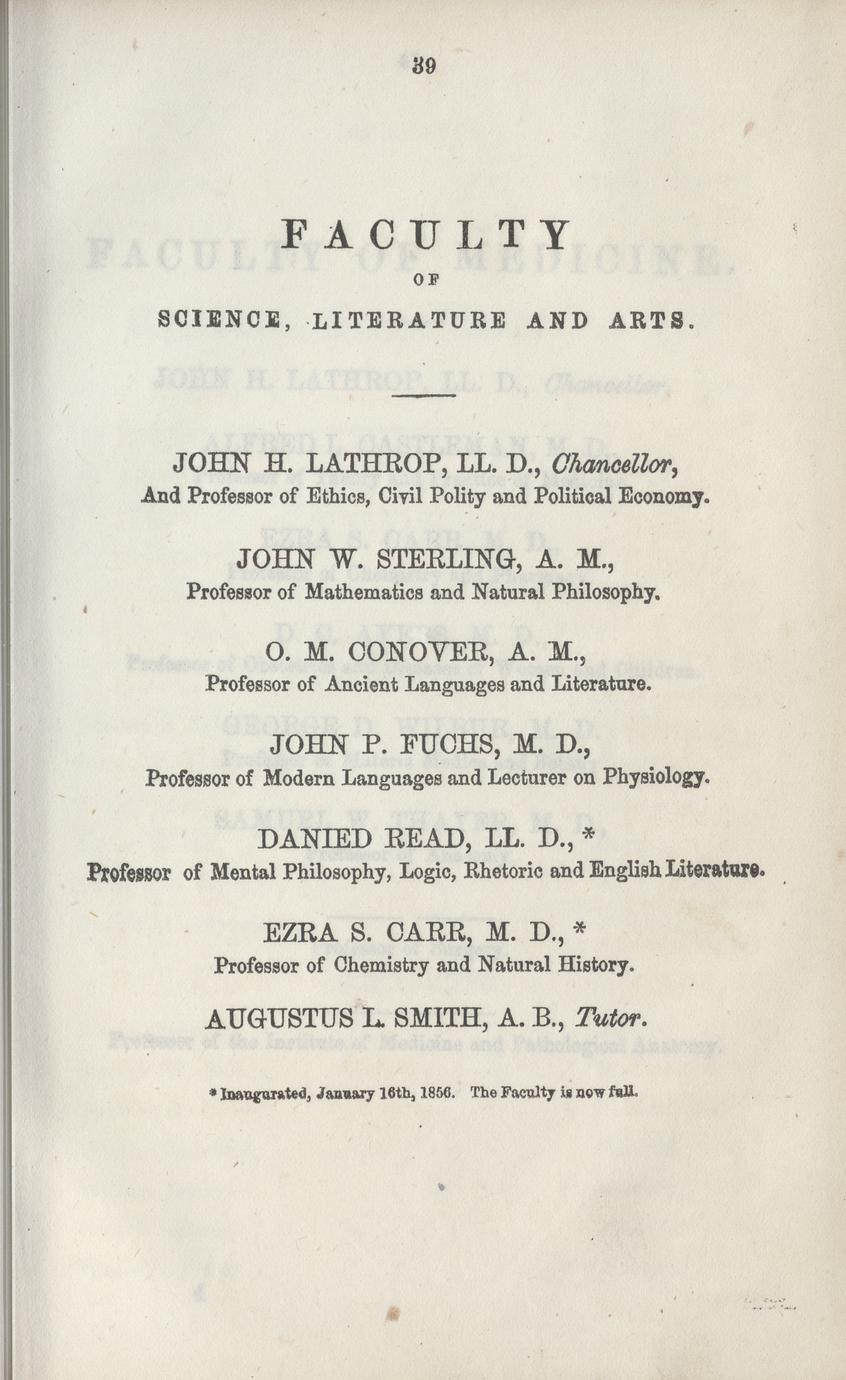 39
FACULTY
OF
SCIENCE, LITERATURE AND ARTS.
JOHN H. LATHROP, LL. D., Chancellor,
And Professor of Ethics, Civil Polity and Political Economy.
JOHN W. STERLING, A. M.,
Professor of Mathematics and Natural Philosophy.
O. M. CONOVER, A. M.,
Professor of Ancient Languages and Literature.
JOHN P. FUCHS, M. D.,
Professor of Modern Languages and Lecturer on Physiology.
DANIED READ, LL. D., *
Professor of Mental Philosophy, Logic, Rhetoric and English Literature.
EZRA S. CARR, M. D., *
Professor of Chemistry and Natural History.
AUGUSTUS L. SMITH, A. B., Tutor.
* Inaugurated, January 16th, 1856. The Faculty is now full.